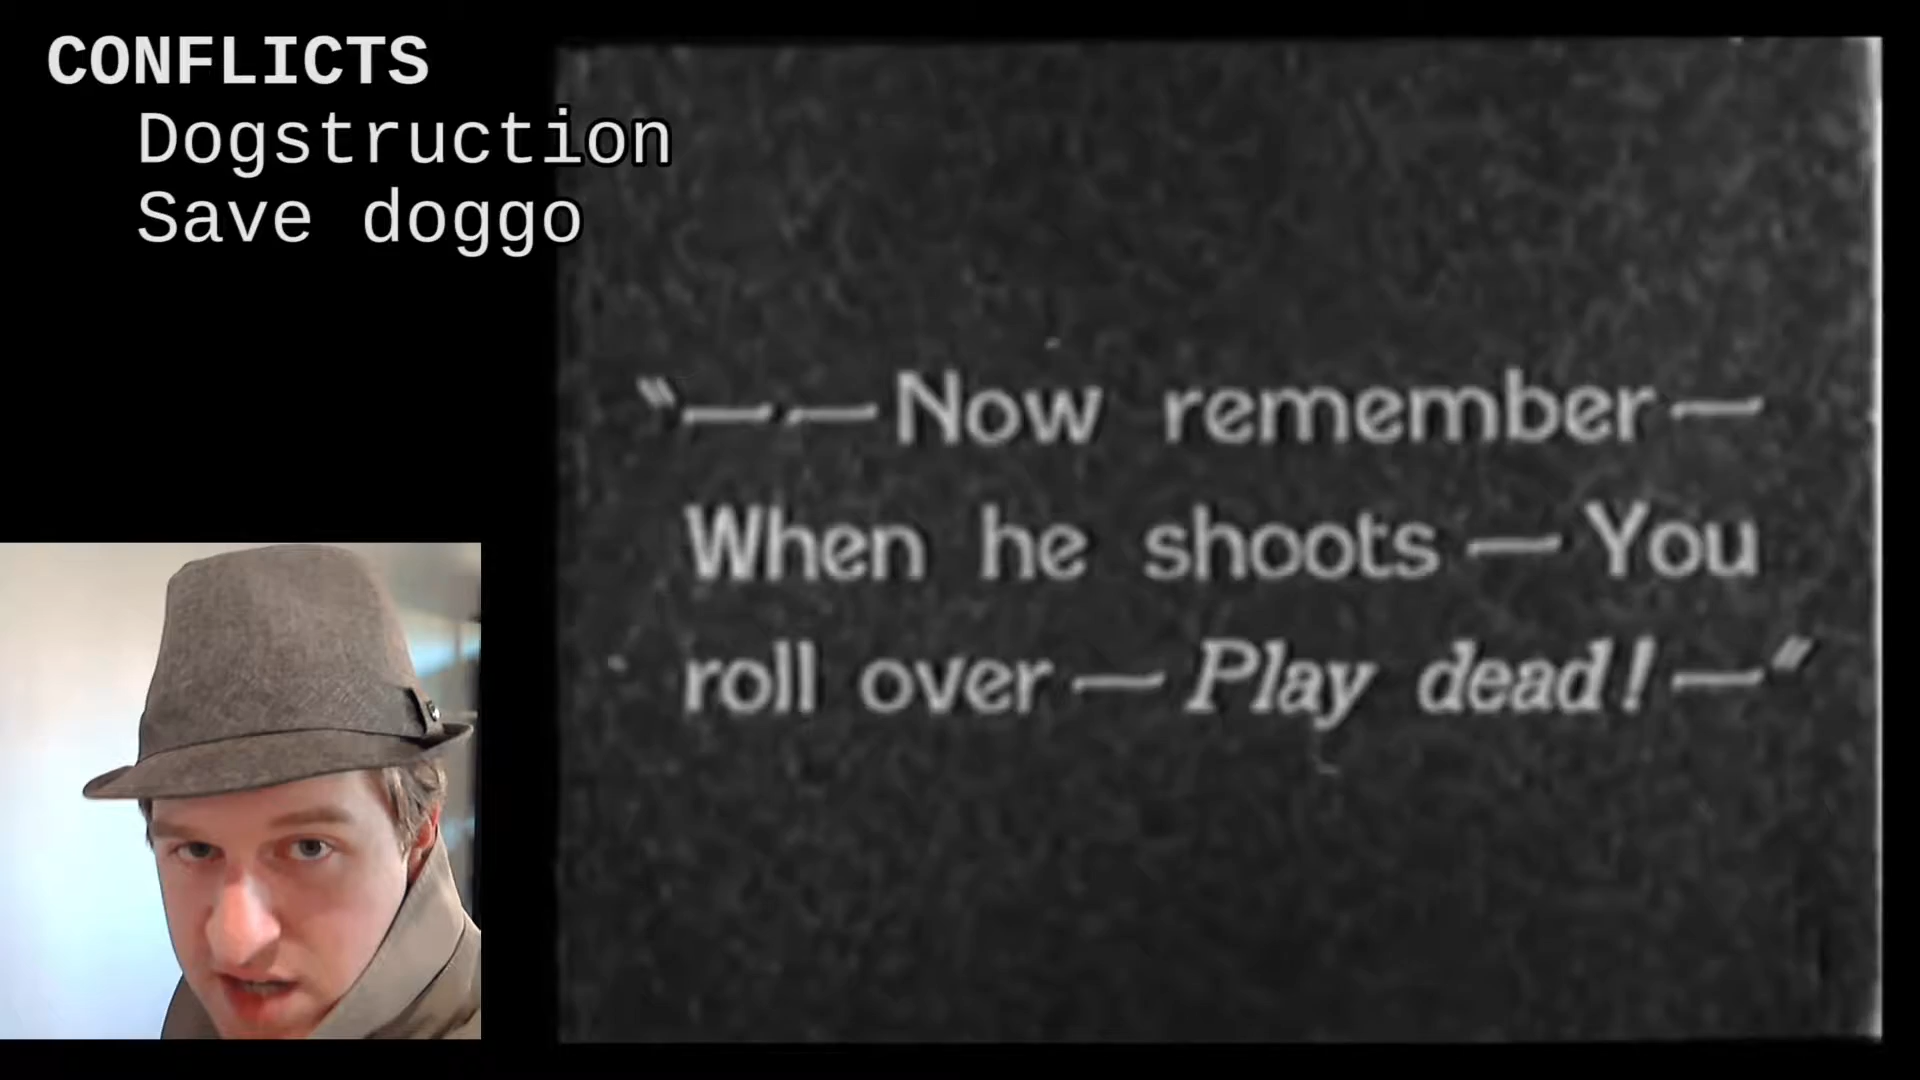 CONFLICTS
Dogstruction
Save doggo
"——Now remember—
When he shoots—You
roll over—Play dead!—"